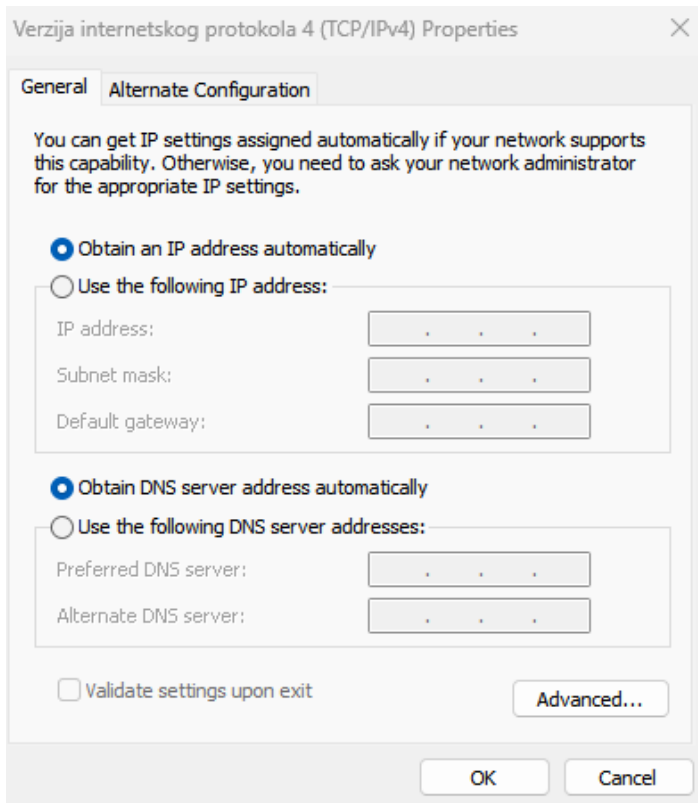 Verzija internetskog protokola 4 (TCP/IPv4) Properties
General
Alternate Configuration
You can get IP settings assigned automatically if your network supports
this capability. Otherwise, you need to ask your network administrator
for the appropriate IP settings.
Obtain an IP address automatically
Use the following IP address:
IP address:
Subnet mask:
Default gateway:
Obtain DNS server address automatically
Use the following DNS server addresses:
Preferred DNS server:
Alternate DNS server:
Validate settings upon exit
Advanced...
OK
Cancel